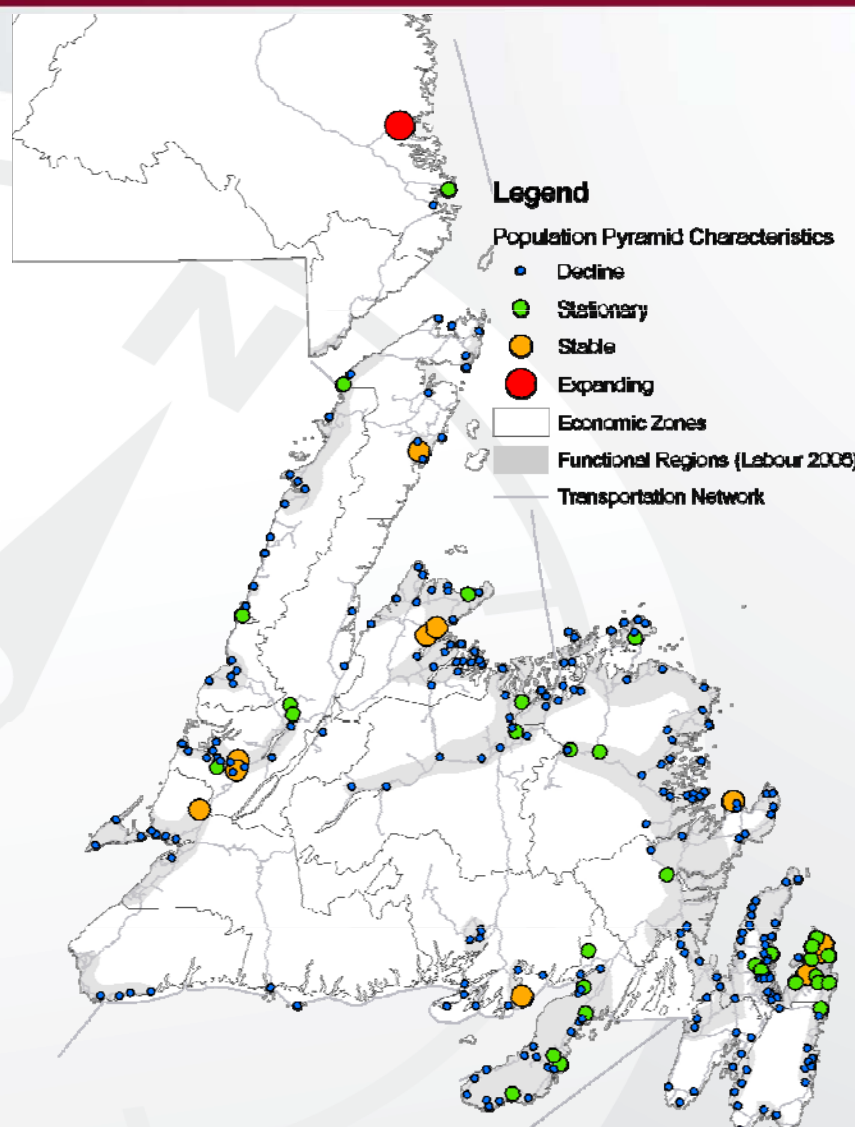 Legend
Population Pyramid Characteristics
Decline
Stationary
Stable
Expanding
Economic Zones
Functional Regions (Labour 2006)
Transportation Network
N